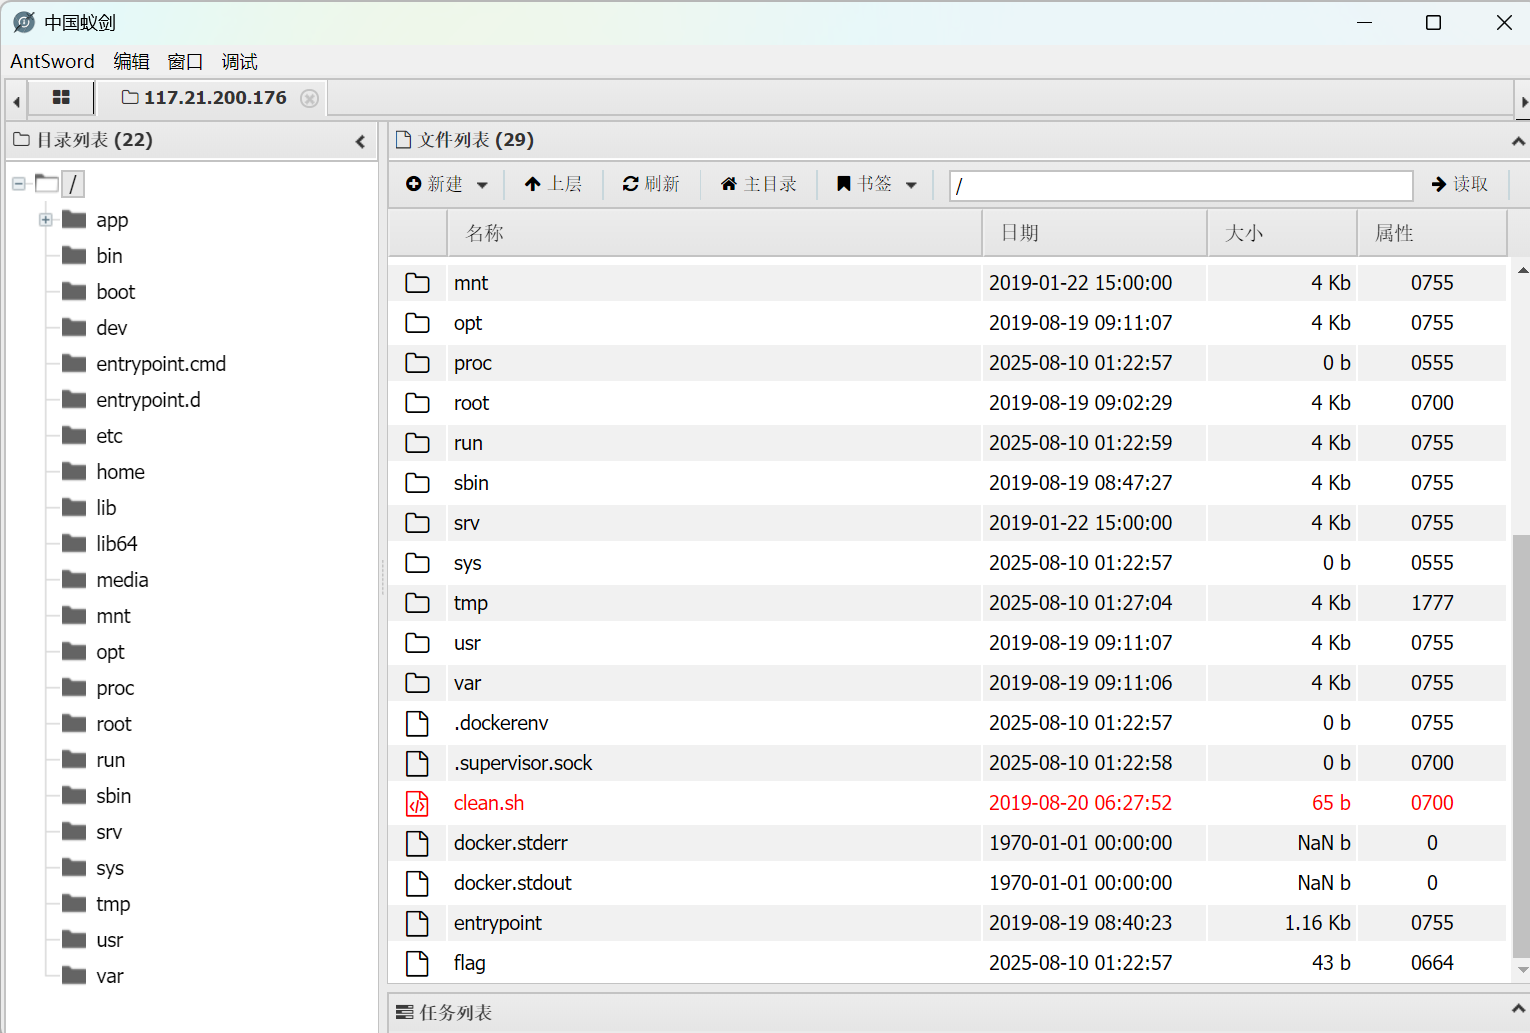 中国蚁剑
AntSword 编辑 窗口 调试
117.21.200.176
目录列表 (22)
/
app
bin
boot
dev
entrypoint.cmd
entrypoint.d
etc
home
lib
lib64
media
mnt
opt
proc
root
run
sbin
srv
sys
tmp
usr
var
文件列表 (29)
新建 上层 刷新 主目录 书签 / 读取
名称 日期 大小 属性
mnt 2019-01-22 15:00:00 4 Kb 0755
opt 2019-08-19 09:11:07 4 Kb 0755
proc 2025-08-10 01:22:57 0 b 0555
root 2019-08-19 09:02:29 4 Kb 0700
run 2025-08-10 01:22:59 4 Kb 0755
sbin 2019-08-19 08:47:27 4 Kb 0755
srv 2019-01-22 15:00:00 4 Kb 0755
sys 2025-08-10 01:22:57 0 b 0555
tmp 2025-08-10 01:27:04 4 Kb 1777
usr 2019-08-19 09:11:07 4 Kb 0755
var 2019-08-19 09:11:06 4 Kb 0755
.dockerenv 2025-08-10 01:22:57 0 b 0755
.supervisor.sock 2025-08-10 01:22:58 0 b 0700
clean.sh 2019-08-20 06:27:52 65 b 0700
docker.stderr 1970-01-01 00:00:00 NaN b 0
docker.stdout 1970-01-01 00:00:00 NaN b 0
entrypoint 2019-08-19 08:40:23 1.16 Kb 0755
flag 2025-08-10 01:22:57 43 b 0664
任务列表